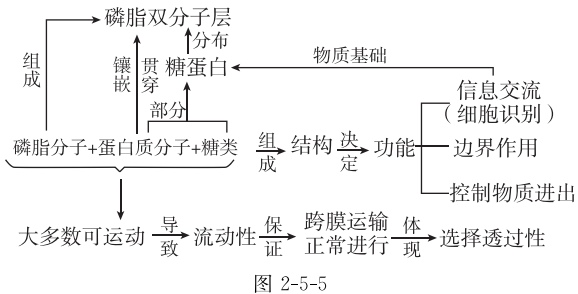 磷脂双分子层
分布
组成
镶嵌
贯穿
糖蛋白
物质基础
部分
信息交流
(细胞识别)
磷脂分子+蛋白质分子+糖类
组成
结构
决定
功能
边界作用
控制物质进出
大多数可运动
导致
流动性
保证
跨膜运输
正常进行
体现
选择透过性
图 2-5-5